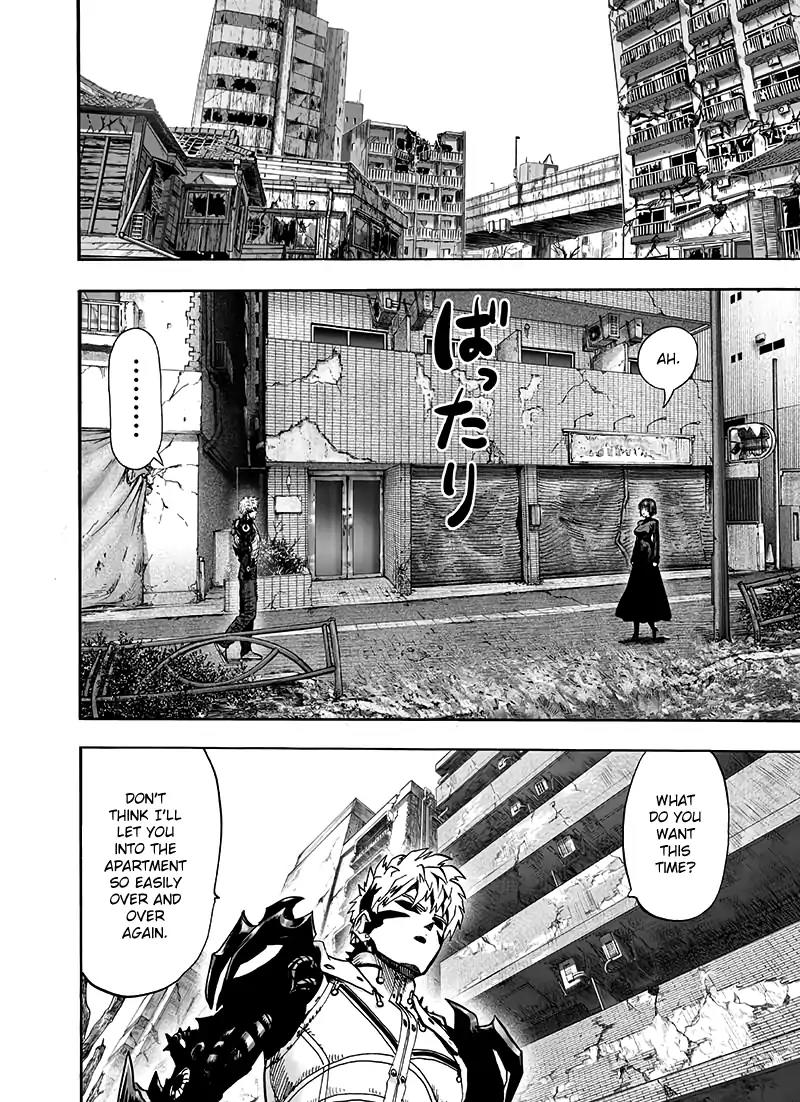 AH.
ばったり
………
WHAT
DO YOU
WANT
THIS
TIME?
DON'T
THINK I'LL
LET YOU
INTO THE
APARTMENT
SO EASILY
OVER AND
OVER
AGAIN.